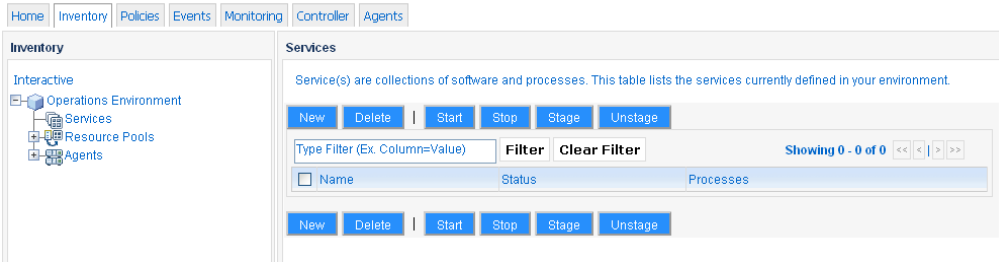 Home Inventory Policies Events Monitoring Controller Agents
Inventory
Interactive
Operations Environment
Services
Resource Pools
Agents
Services
Service(s) are collections of software and processes. This table lists the services currently defined in your environment.
New Delete | Start Stop Stage Unstage
Type Filter (Ex. Column=Value) Filter Clear Filter Showing 0 - 0 of 0 << < | > >>
Name Status Processes
New Delete | Start Stop Stage Unstage